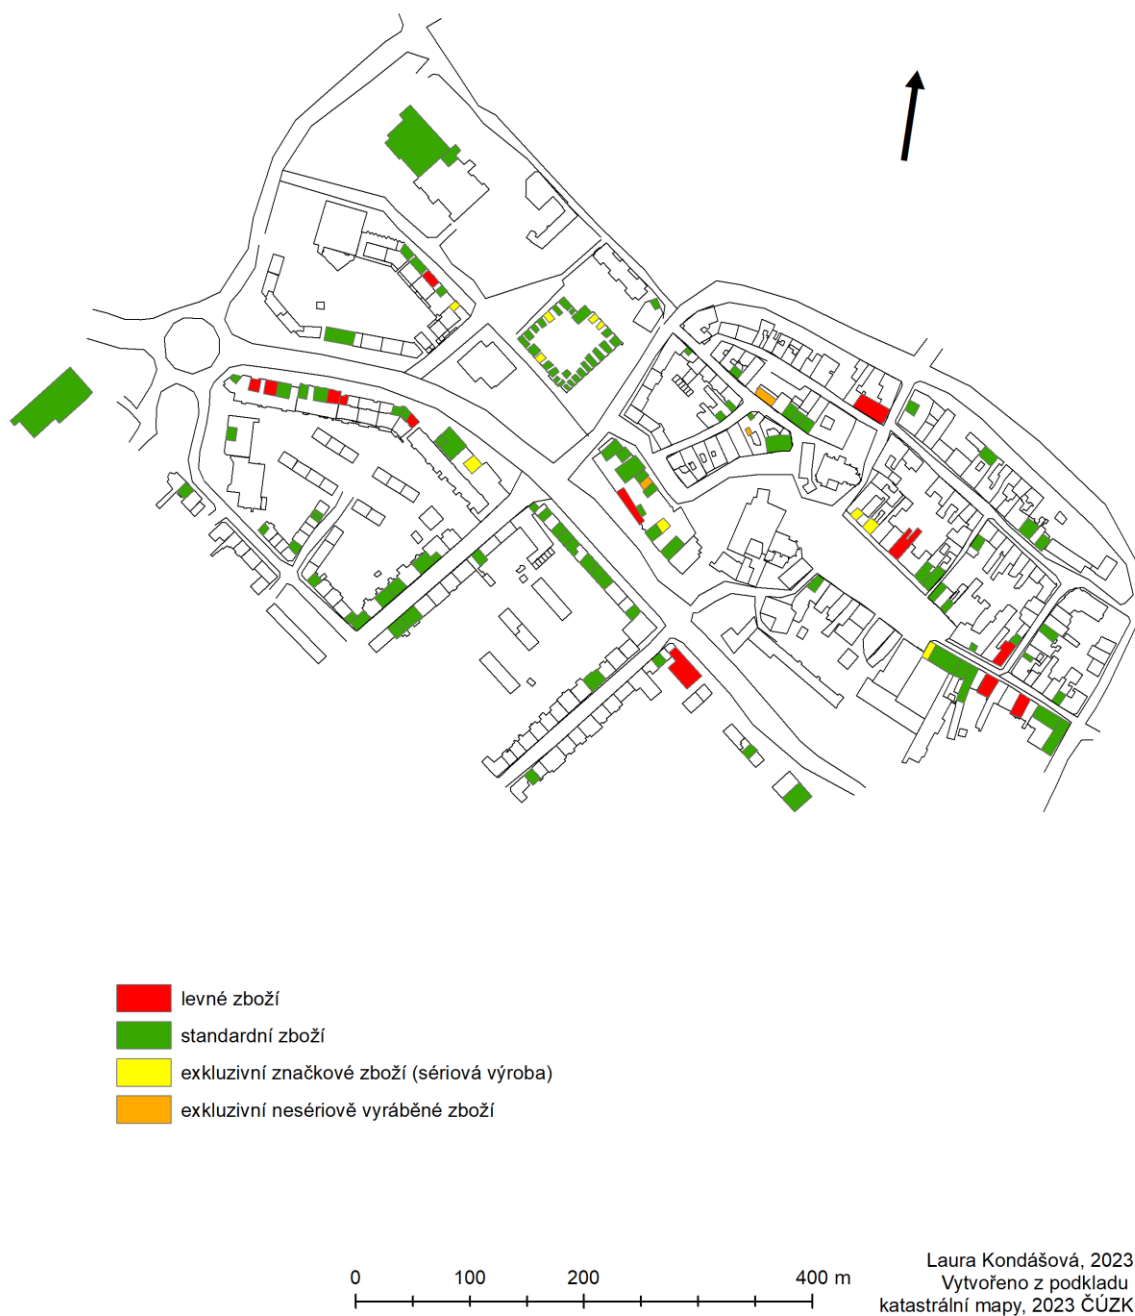 levné zboží
standardní zboží
exkluzivní značkové zboží (sériová výroba)
exkluzivní nesériově vyráběné zboží
0 100 200 400 m
Laura Kondášová, 2023
Vytvořeno z podkladu
katastrální mapy, 2023 ČÚZK